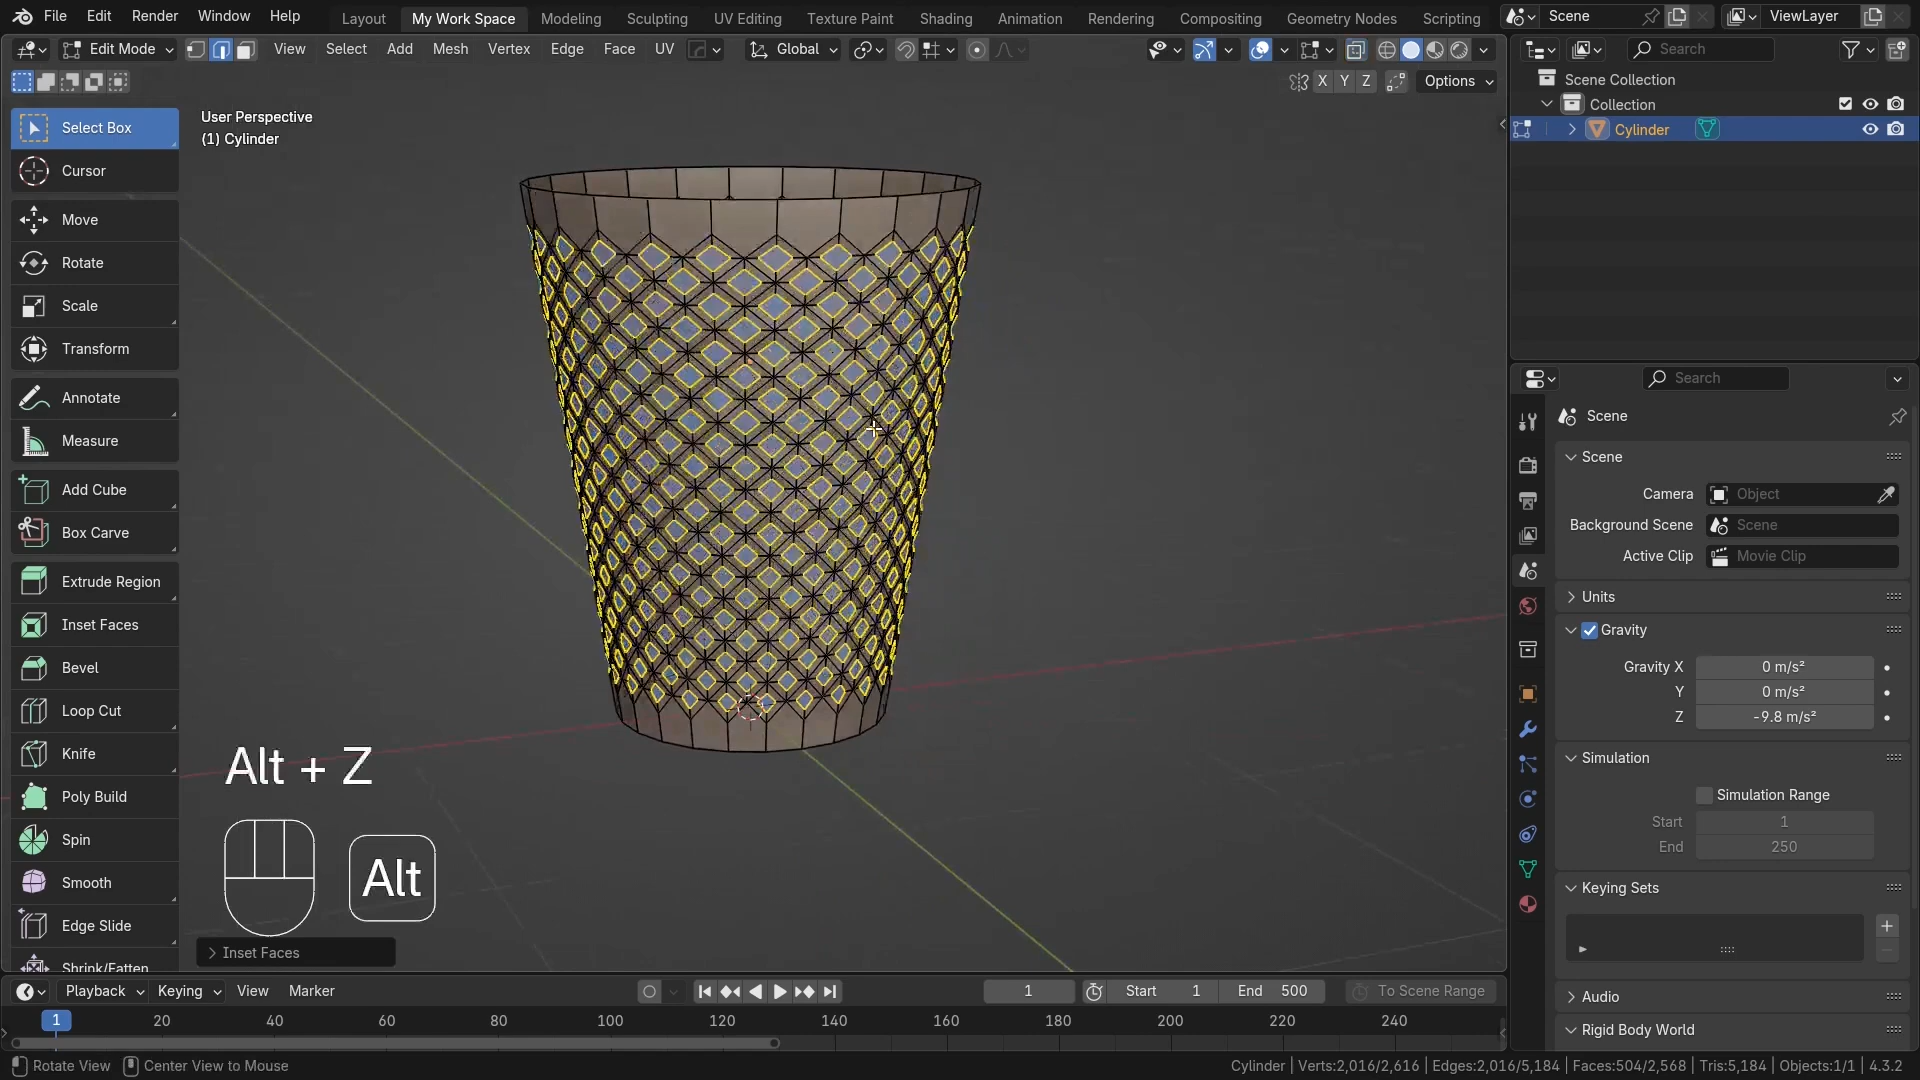 File Edit Render Window Help Layout My Work Space Modeling Sculpting UV Editing Texture Paint Shading Animation Rendering Compositing Geometry Nodes Scripting Scene ViewLayer
Edit Mode View Select Add Mesh Vertex Edge Face UV Global Search
X Y Z Options
Scene Collection
Collection
Cylinder
User Perspective
(1) Cylinder
Select Box
Cursor
Move
Rotate
Scale
Transform
Annotate
Measure
Add Cube
Box Carve
Extrude Region
Inset Faces
Bevel
Loop Cut
Knife
Poly Build
Spin
Smooth
Edge Slide
Shrink/Fatten
Alt + Z
Alt
Inset Faces
Search
Scene
Scene
Camera Object
Background Scene Scene
Active Clip Movie Clip
Units
Gravity
Gravity X 0 m/s²
Y 0 m/s²
Z -9.8 m/s²
Simulation
Simulation Range
Start 1
End 250
Keying Sets
Audio
Rigid Body World
Playback Keying View Marker 1 Start 1 End 500 To Scene Range
1 20 40 60 80 100 120 140 160 180 200 220 240
Rotate View Center View to Mouse Cylinder | Verts:2,016/2,616 | Edges:2,016/5,184 | Faces:504/2,568 | Tris:5,184 | Objects:1/1 | 4.3.2